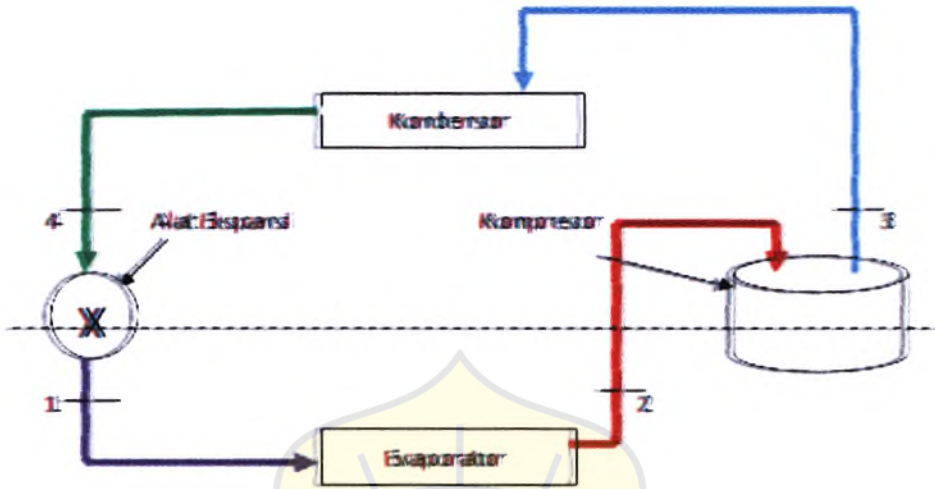 Kondensor
4
Alat Ekspansi
Kompresor
3
X
1
2
Evaporator